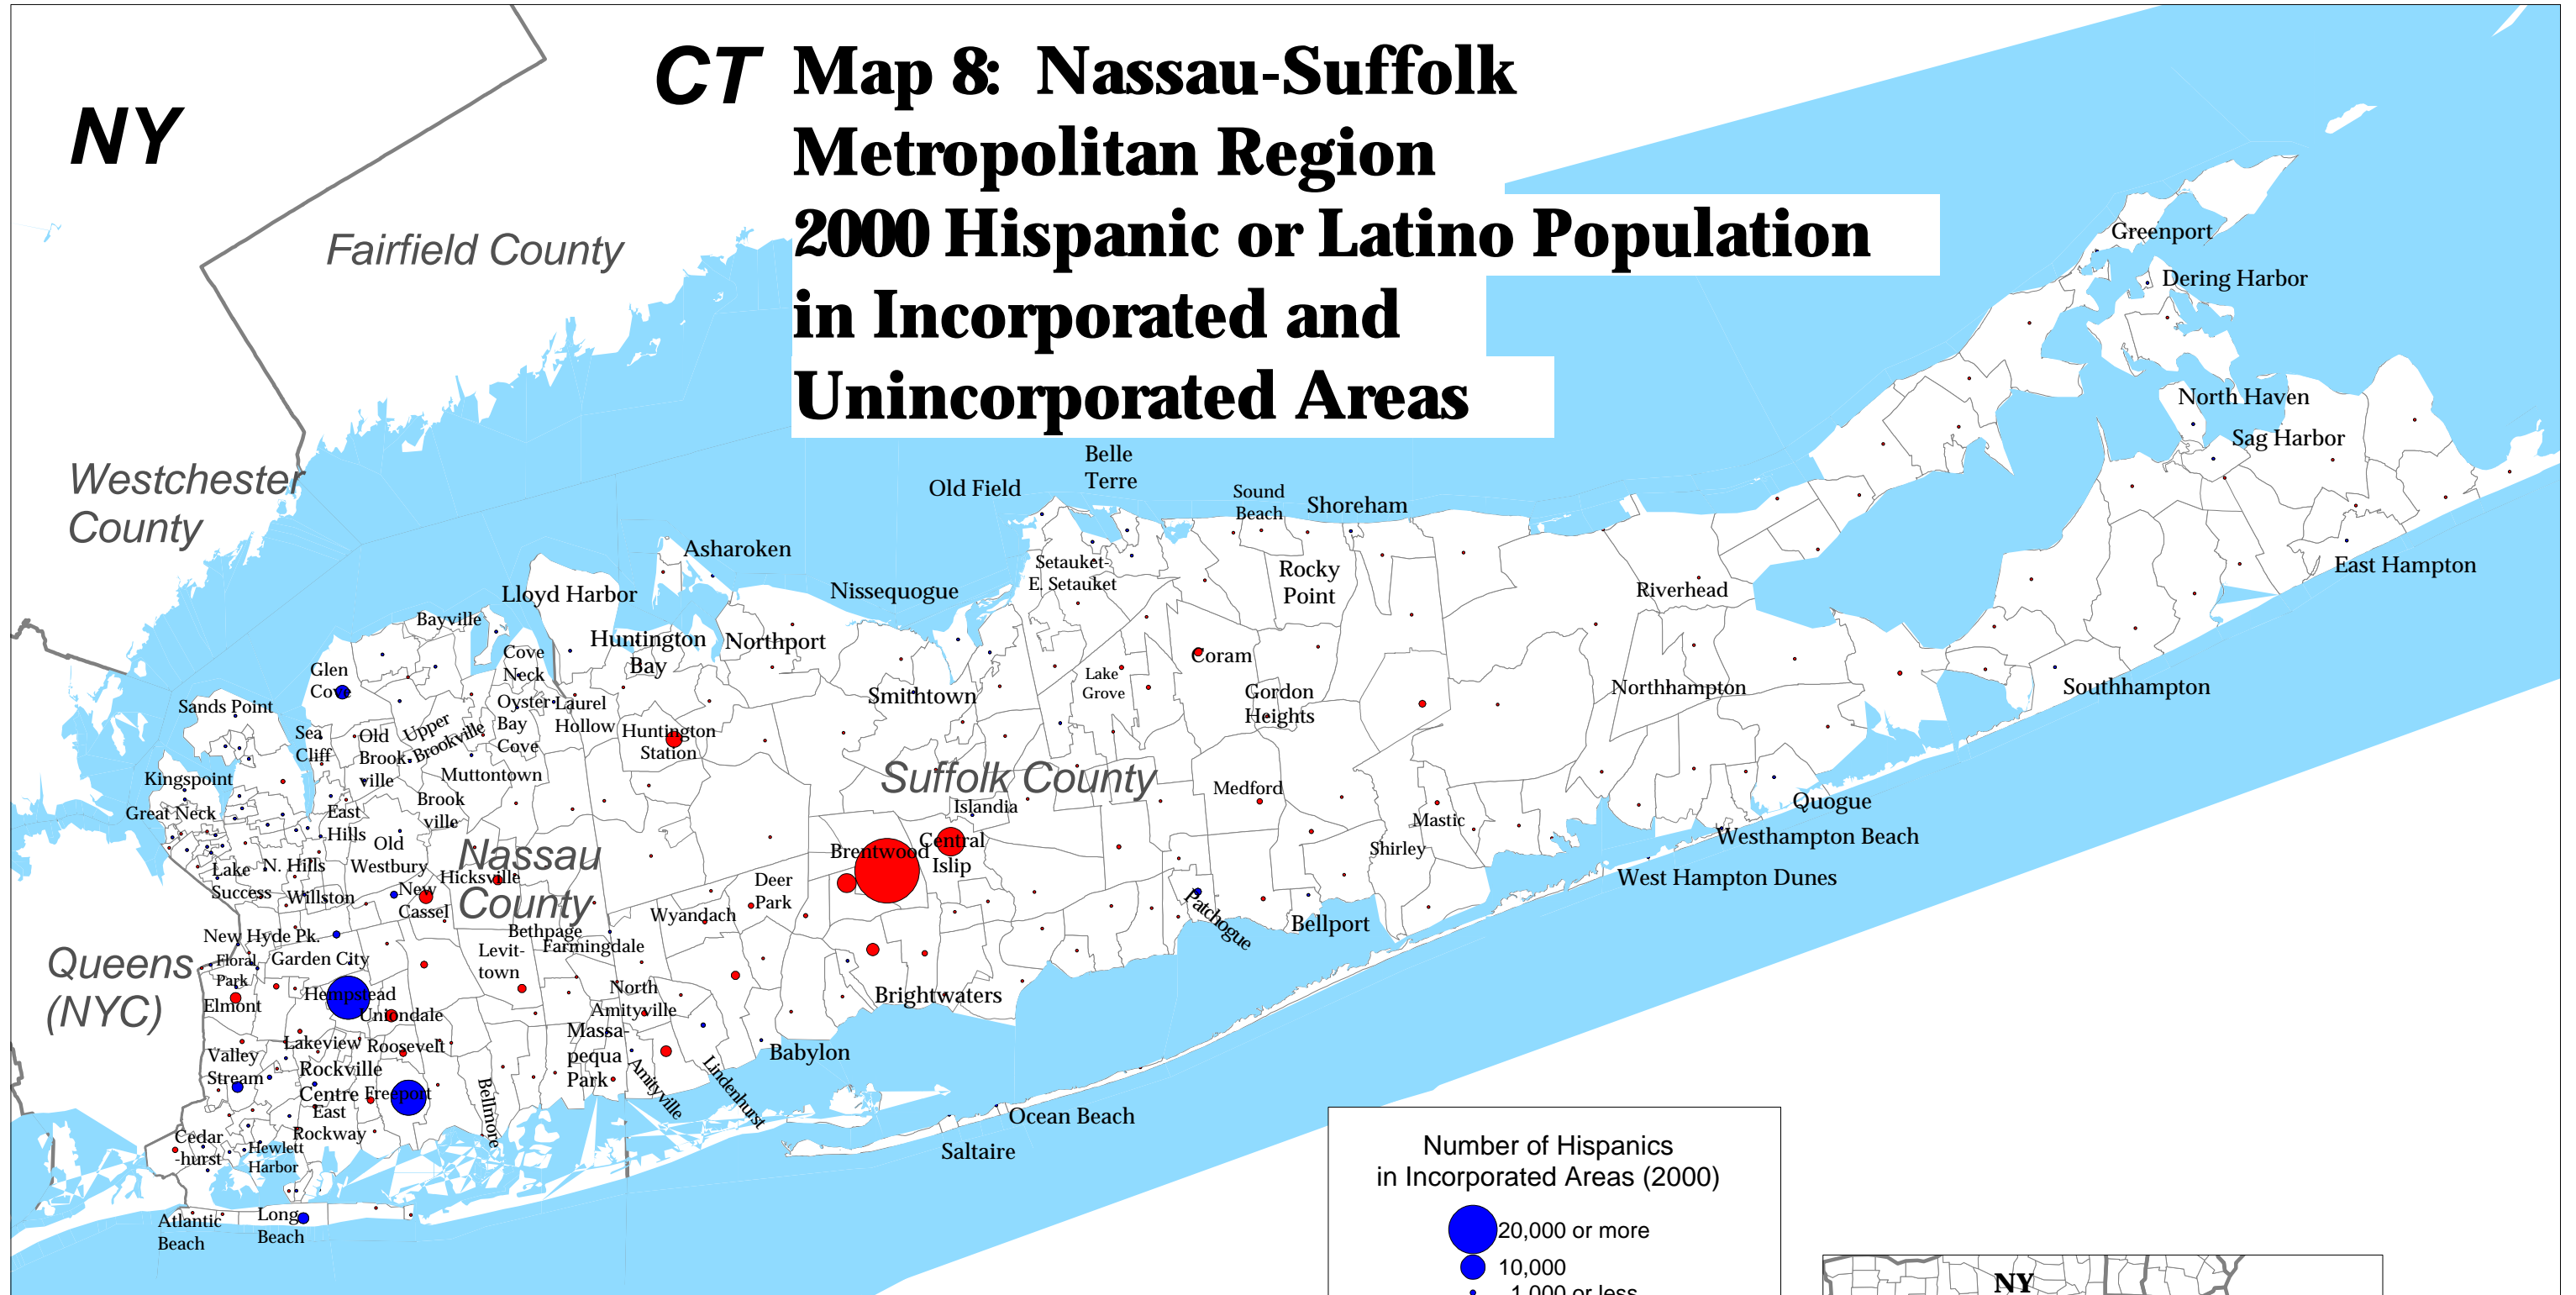 NY
CT
Map 8: Nassau-Suffolk
Metropolitan Region
2000 Hispanic or Latino Population
in Incorporated and
Unincorporated Areas
Fairfield County
Westchester
County
Greenport
Dering Harbor
North Haven
Sag Harbor
East Hampton
Southhampton
Belle
Terre
Old Field
Sound
Beach
Shoreham
Asharoken
Setauket-
E. Setauket
Rocky
Point
Riverhead
Lloyd Harbor
Nissequogue
Bayville
Huntington
Bay
Northport
Cove
Neck
Glen
Cove
Coram
Lake
Grove
Gordon
Heights
Northhampton
Smithtown
Sands Point
Oyster
Bay
Cove
Laurel
Hollow
Upper
Brookville
Sea
Cliff
Old
Brook-
ville
Huntington
Station
Muttontown
Kingspoint
Suffolk County
Medford
Islandia
Quogue
Great Neck
East
Hills
Brook
ville
Mastic
Westhampton Beach
Old
Westbury
Nassau
County
Brentwood
Central
Islip
Shirley
West Hampton Dunes
Lake
Success
N. Hills
Hicksville
Deer
Park
Willston
New
Cassel
Wyandach
Patchogue
Bellport
New Hyde Pk.
Bethpage
Farmingdale
Queens
(NYC)
Floral
Park
Garden City
Levit-
town
Elmont
Hempstead
North
Amityville
Brightwaters
Uniondale
Massa-
pequa
Park
Valley
Stream
Lakeview
Roosevelt
Babylon
Rockville
Centre
Freeport
Bellmore
Amityville
Lindenhurst
East
Rockway
Ocean Beach
Cedar
-hurst
Hewlett
Harbor
Saltaire
Atlantic
Beach
Long
Beach
Number of Hispanics
in Incorporated Areas (2000)
20,000 or more
10,000
1,000 or less
NY